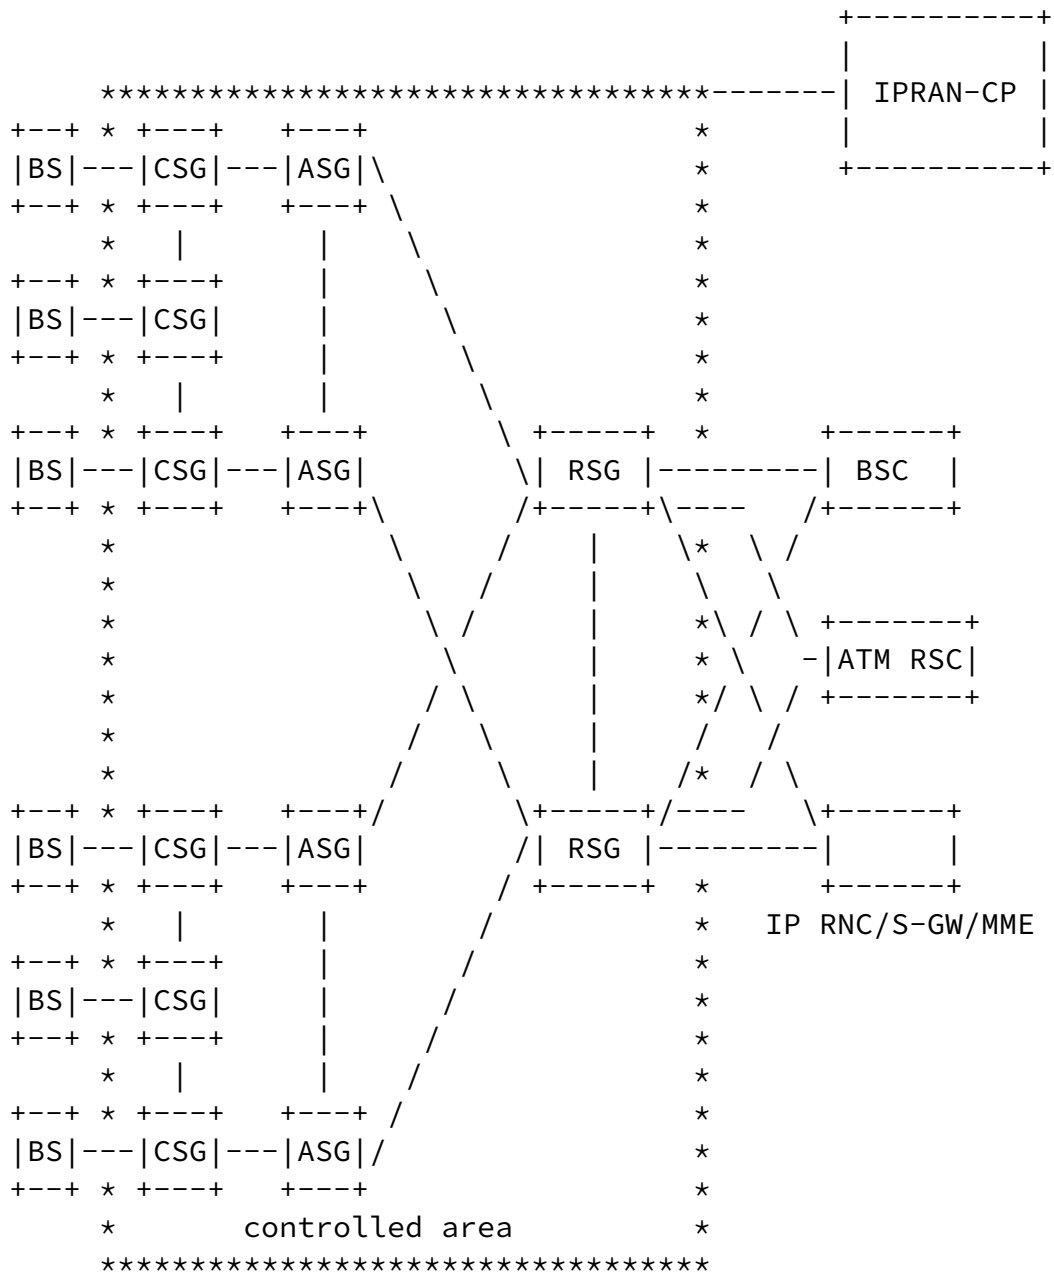 IPRAN-CP
BS CSG ASG
BS CSG
BS CSG ASG RSG BSC
ATM RSC
BS CSG ASG RSG
IP RNC/S-GW/MME
BS CSG
BS CSG ASG
controlled area